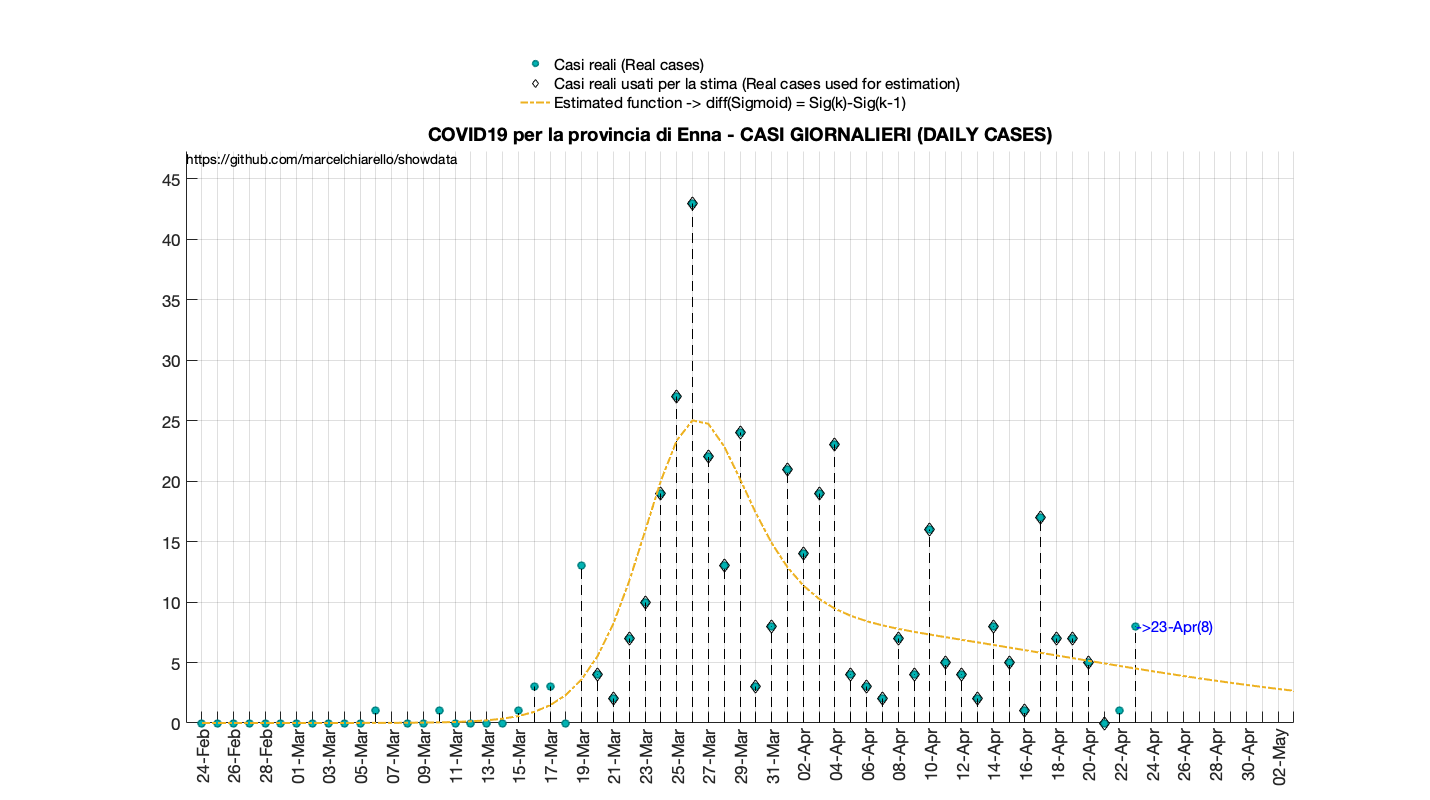 Casi reali (Real cases)
Casi reali usati per la stima (Real cases used for estimation)
Estimated function -> diff(Sigmoid) = Sig(k)-Sig(k-1)
COVID19 per la provincia di Enna - CASI GIORNALIERI (DAILY CASES)
https://github.com/marcelchiarello/showdata
45
40
35
30
25
20
15
10
5
0
->23-Apr(8)
24-Feb
26-Feb
28-Feb
01-Mar
03-Mar
05-Mar
07-Mar
09-Mar
11-Mar
13-Mar
15-Mar
17-Mar
19-Mar
21-Mar
23-Mar
25-Mar
27-Mar
29-Mar
31-Mar
02-Apr
04-Apr
06-Apr
08-Apr
10-Apr
12-Apr
14-Apr
16-Apr
18-Apr
20-Apr
22-Apr
24-Apr
26-Apr
28-Apr
30-Apr
02-May